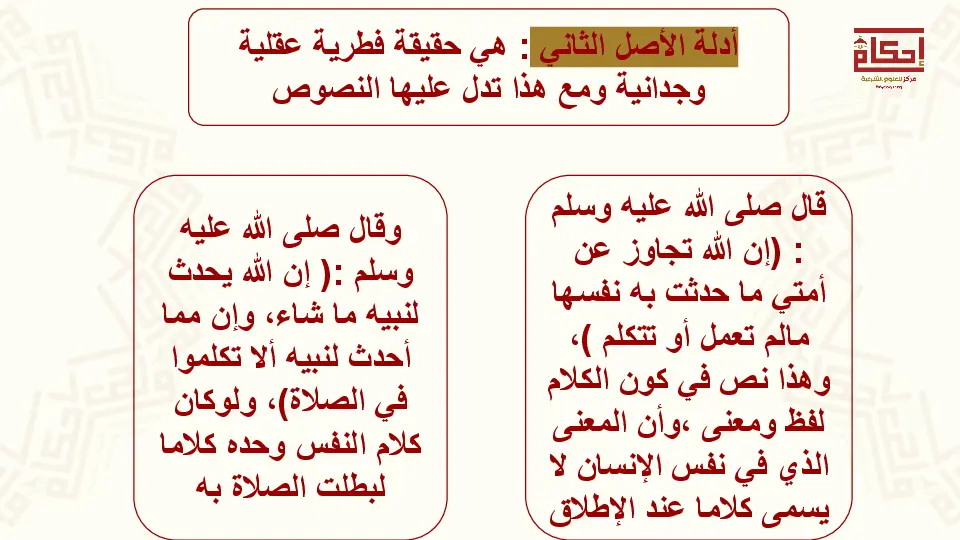 أدلة الأصل الثاني : هي حقيقة فطرية عقلية
وجدانية ومع هذا تدل عليها النصوص
إحكام
مركز للعلوم الشرعية
قال صلى الله عليه وسلم
: (إن الله تجاوز عن
أمتي ما حدثت به نفسها
مالم تعمل أو تتكلم )،
وهذا نص في كون الكلام
لفظ ومعنى ،وأن المعنى
الذي في نفس الإنسان لا
يسمى كلاما عند الإطلاق
وقال صلى الله عليه
وسلم :( إن الله يحدث
لنبيه ما شاء، وإن مما
أحدث لنبيه ألا تكلموا
في الصلاة)، ولوكان
كلام النفس وحده كلاما
لبطلت الصلاة به